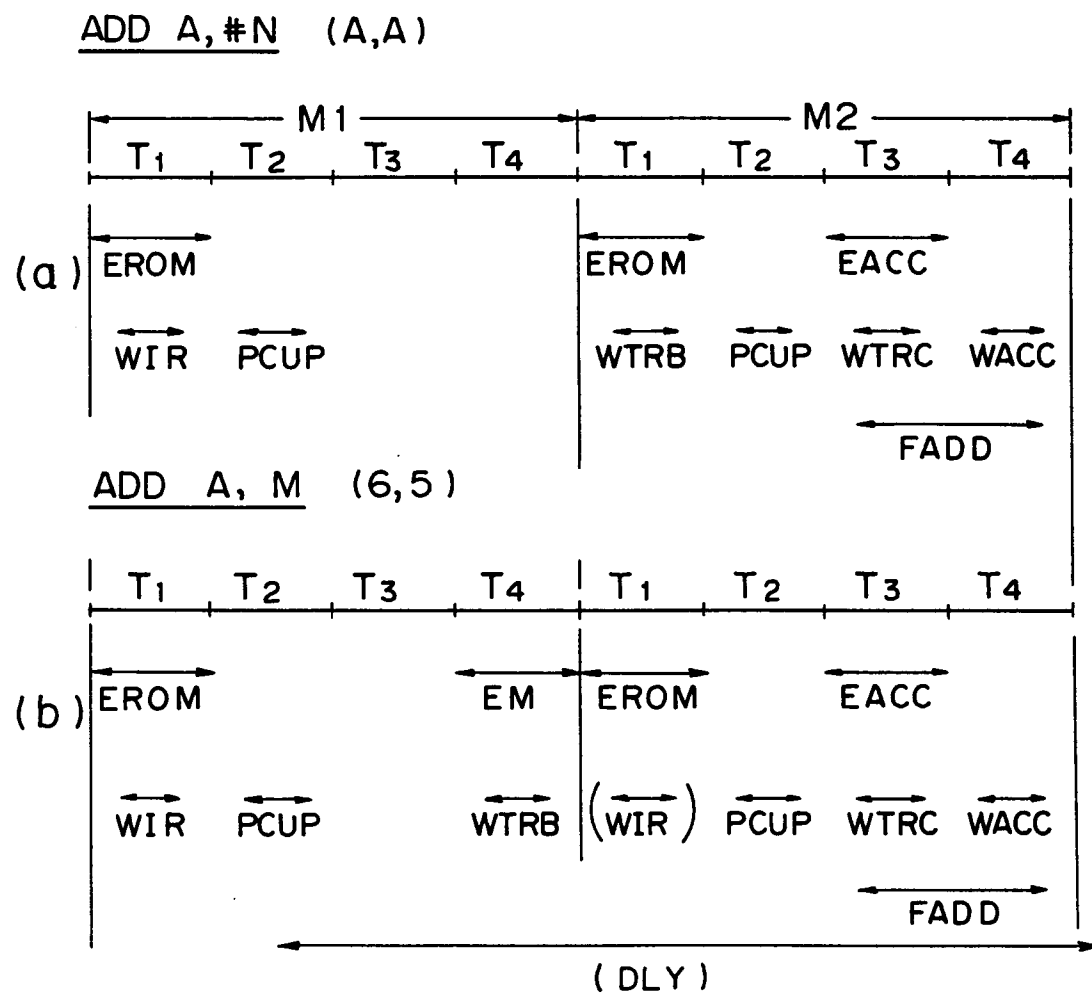 ADD A, #N (A,A)
M1 M2
T1 T2 T3 T4 T1 T2 T3 T4
(a) EROM EROM EACC
WIR PCUP WTRB PCUP WTRC WACC
FADD
ADD A, M (6,5)
T1 T2 T3 T4 T1 T2 T3 T4
(b) EROM EM EROM EACC
WIR PCUP WTRB (WIR) PCUP WTRC WACC
FADD
(DLY)